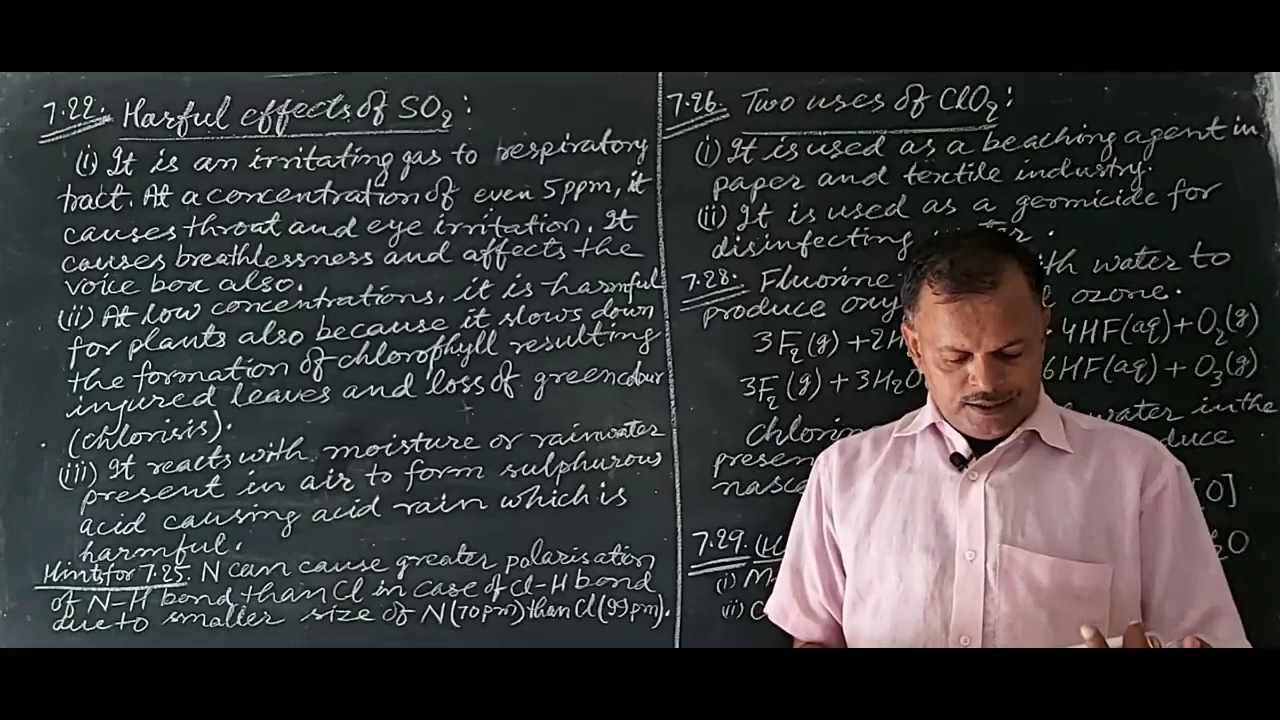 7.22. Harful effects of SO₂:
(i) It is an irritating gas to respiratory
tract. At a concentration of even 5ppm, it
causes throat and eye irritation. It
causes breathlessness and affects the
voice box also.
(ii) At low concentrations, it is harmful
for plants also because it slows down
the formation of chlorophyll resulting
injured leaves and loss of green colour
(chlorisis).
(iii) It reacts with moisture or rainwater
present in air to form sulphurous
acid causing acid rain which is
harmful.
Hints for 7.25. N can cause greater polarisation
of N-H bond than Cl in case of Cl-H bond
due to smaller size of N (70pm) than Cl (99pm).
7.26. Two uses of ClO₂:
(i) It is used as a beaching agent in
paper and textile industry.
(ii) It is used as a germicide for
disinfecting
7.28. Fluorine with water to
produce ozone.
3F₂(g) + 4HF(aq) + O₂(g)
3F₂(g) + 3H₂O 6HF(aq) + O₃(g)
water in the
[O]
7.29.
(i)
(ii)